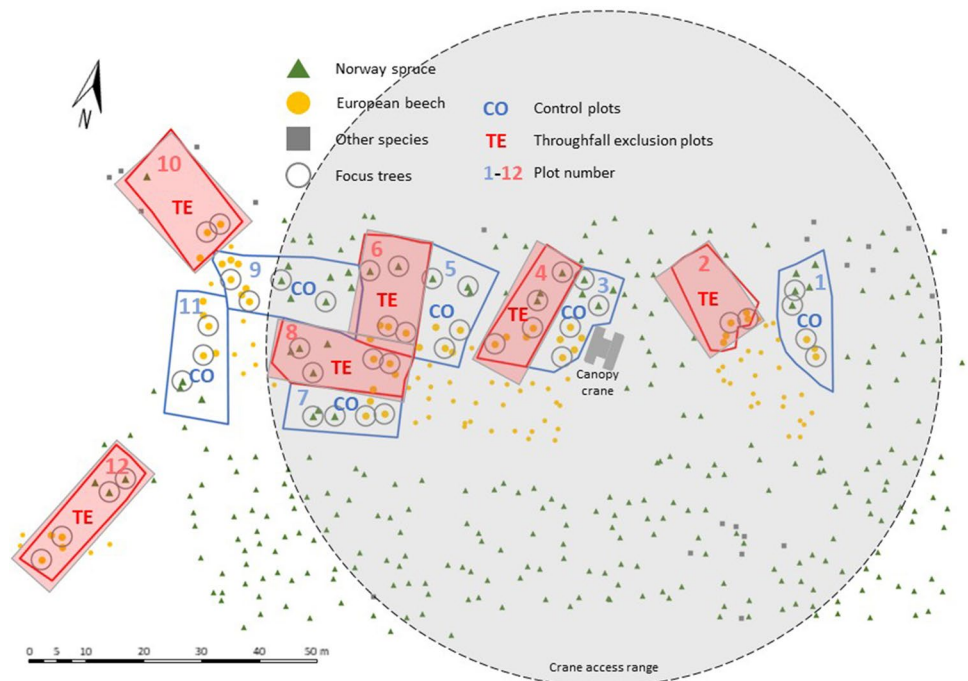 N
Norway spruce
European beech
Other species
Focus trees
CO Control plots
TE Throughfall exclusion plots
1-12 Plot number
10
TE
9
CO
11
CO
6
TE
5
CO
8
TE
7
CO
4
TE
3
CO
2
TE
1
CO
Canopy
crane
12
TE
0 5 10 20 30 40 50 m
Crane access range